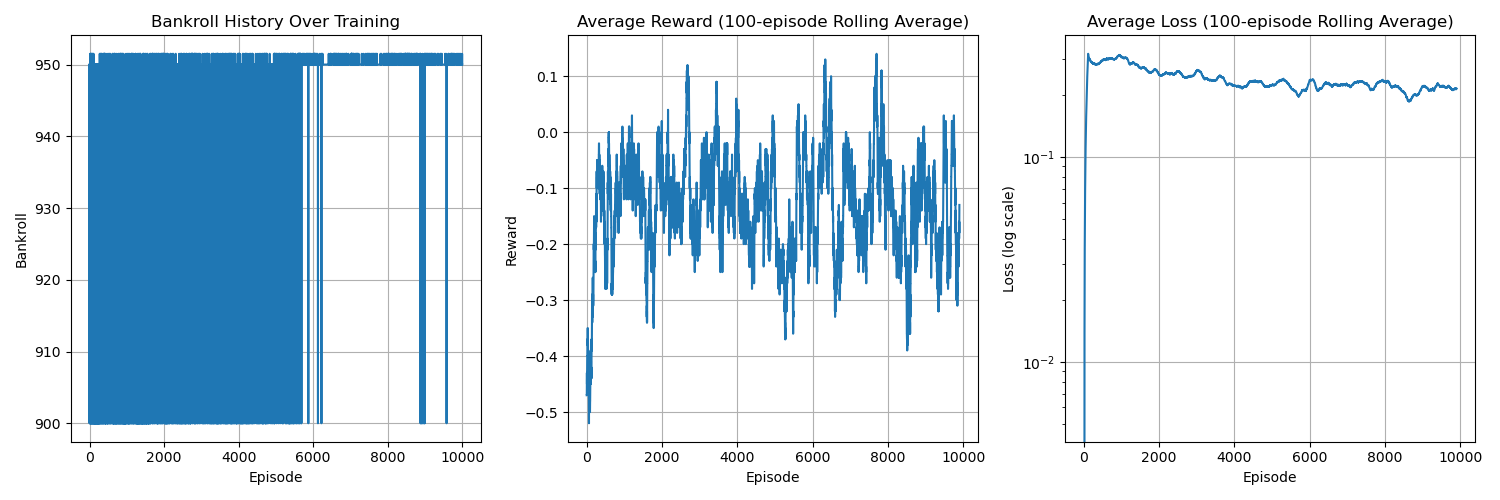 Bankroll History Over Training
950
940
930
920
910
900
Bankroll
0 2000 4000 6000 8000 10000
Episode
Average Reward (100-episode Rolling Average)
0.1
0.0
−0.1
−0.2
−0.3
−0.4
−0.5
Reward
0 2000 4000 6000 8000 10000
Episode
Average Loss (100-episode Rolling Average)
10⁻¹
10⁻²
Loss (log scale)
0 2000 4000 6000 8000 10000
Episode